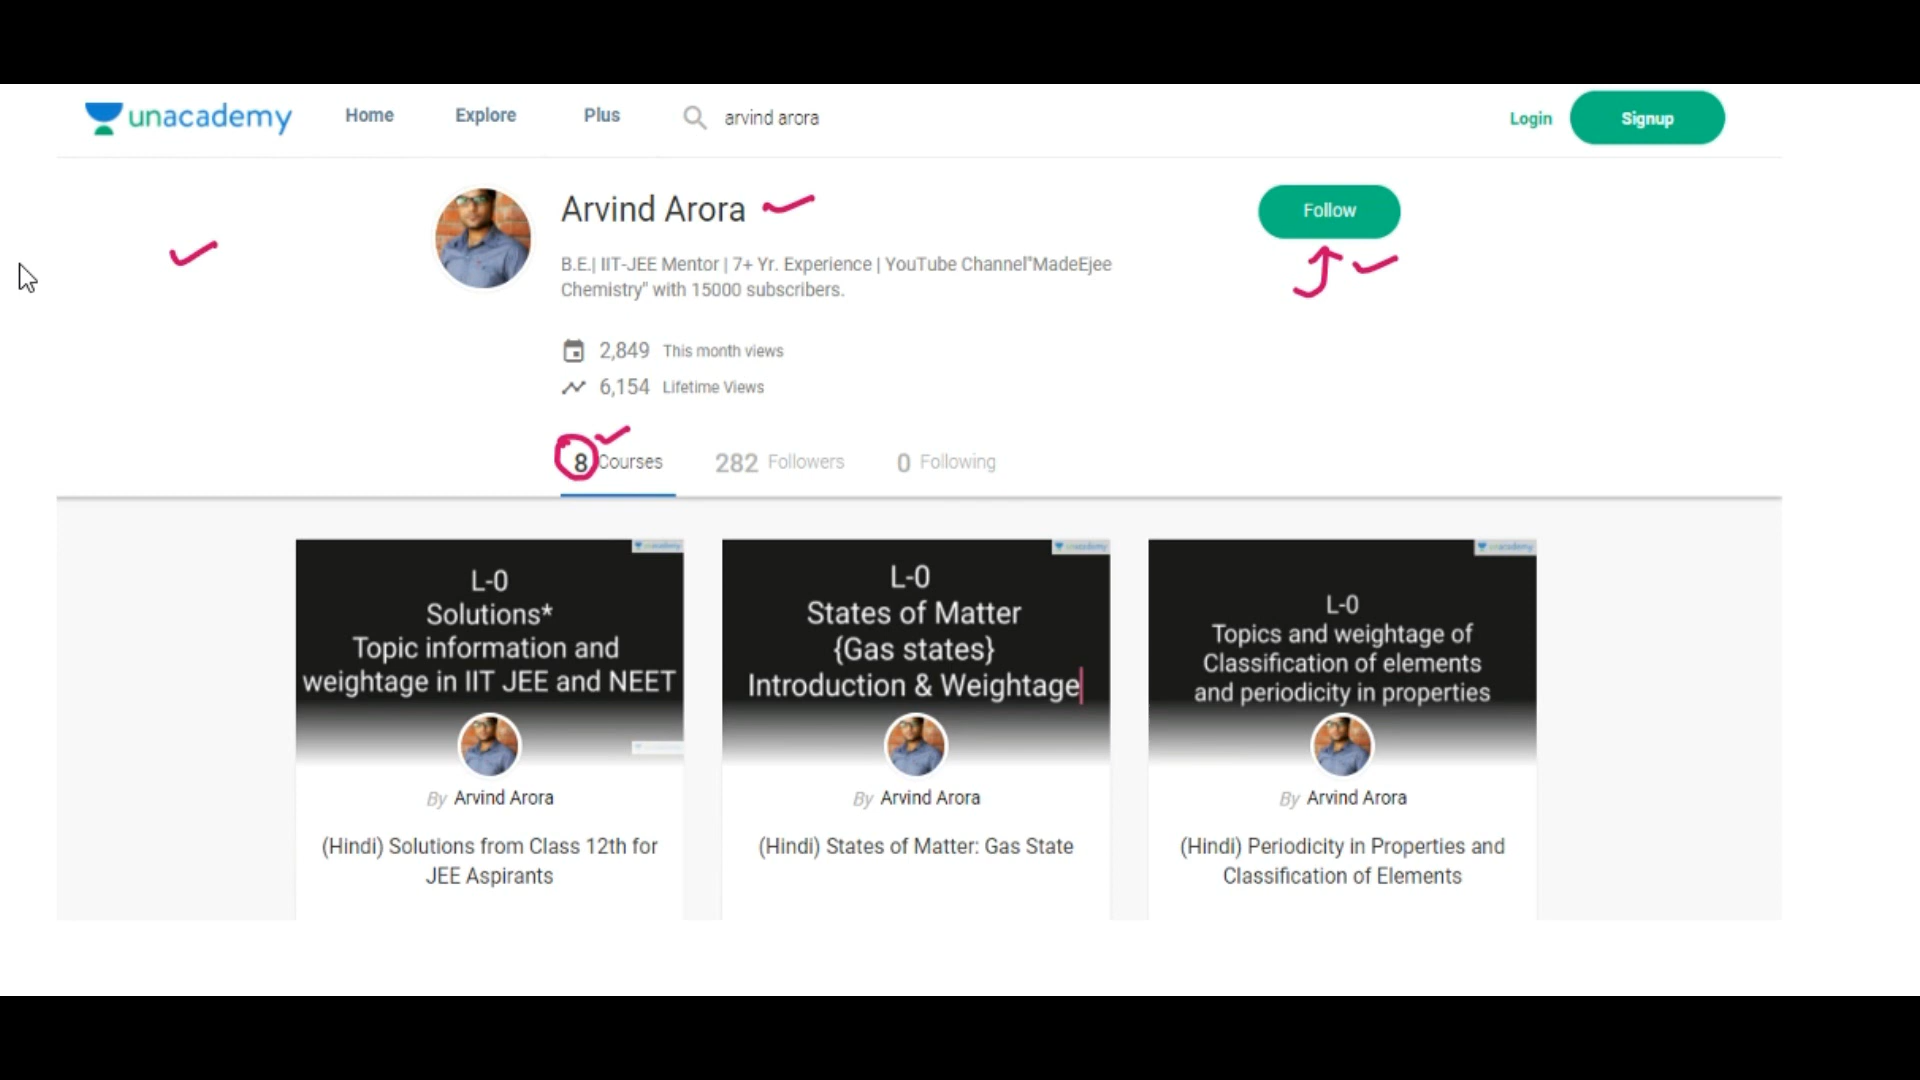 unacademy
Home Explore Plus arvind arora Login Signup
Arvind Arora
Follow
B.E.| IIT-JEE Mentor | 7+ Yr. Experience | YouTube Channel"MadeEjee
Chemistry" with 15000 subscribers.
2,849 This month views
6,154 Lifetime Views
8 Courses 282 Followers 0 Following
unacademy
L-0
Solutions*
Topic information and
weightage in IIT JEE and NEET
By Arvind Arora
(Hindi) Solutions from Class 12th for
JEE Aspirants
unacademy
L-0
States of Matter
{Gas states}
Introduction & Weightage
By Arvind Arora
(Hindi) States of Matter: Gas State
unacademy
L-0
Topics and weightage of
Classification of elements
and periodicity in properties
By Arvind Arora
(Hindi) Periodicity in Properties and
Classification of Elements